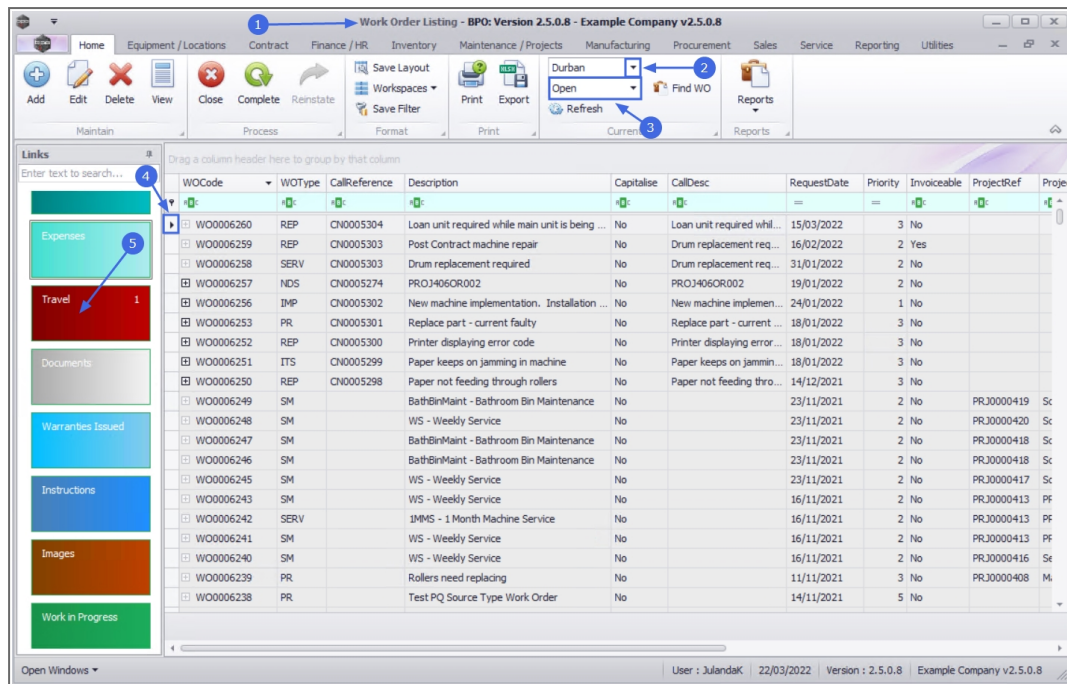 1
Work Order Listing - BPO: Version 2.5.0.8 - Example Company v2.5.0.8
Home Equipment / Locations Contract Finance / HR Inventory Maintenance / Projects Manufacturing Procurement Sales Service Reporting Utilities
Add Edit Delete View
Maintain
Close Complete Reinstate
Process
Save Layout
Workspaces
Save Filter
Format
Print Export
Print
Durban
2
Open
Find WO
Refresh
3
Current
Reports
Reports
Links
Enter text to search...
4
Expenses
5
Travel 1
Documents
Warranties Issued
Instructions
Images
Work in Progress
Drag a column header here to group by that column
WOCode WOType CallReference Description Capitalise CallDesc RequestDate Priority Invoiceable ProjectRef
WO0006260 REP CN0005304 Loan unit required while main unit is being ... No Loan unit required whil... 15/03/2022 3 No
WO0006259 REP CN0005303 Post Contract machine repair No Drum replacement req... 16/02/2022 2 Yes
WO0006258 SERV CN0005303 Drum replacement required No Drum replacement req... 31/01/2022 2 No
WO0006257 NDS CN0005274 PROJ406OR002 No PROJ406OR002 19/01/2022 2 No
WO0006256 IMP CN0005302 New machine implementation. Installation ... No New machine implemen... 24/01/2022 1 No
WO0006253 PR CN0005301 Replace part - current faulty No Replace part - current ... 18/01/2022 3 No
WO0006252 REP CN0005300 Printer displaying error code No Printer displaying error... 18/01/2022 3 No
WO0006251 ITS CN0005299 Paper keeps on jamming in machine No Paper keeps on jammin... 18/01/2022 3 No
WO0006250 REP CN0005298 Paper not feeding through rollers No Paper not feeding thro... 14/12/2021 3 No
WO0006249 SM BathBinMaint - Bathroom Bin Maintenance No 23/11/2021 2 No PRJ0000419 Sc
WO0006248 SM WS - Weekly Service No 23/11/2021 2 No PRJ0000420 Sc
WO0006247 SM BathBinMaint - Bathroom Bin Maintenance No 23/11/2021 2 No PRJ0000418 Sc
WO0006246 SM BathBinMaint - Bathroom Bin Maintenance No 23/11/2021 2 No PRJ0000418 Sc
WO0006245 SM WS - Weekly Service No 23/11/2021 2 No PRJ0000417 Sc
WO0006243 SM WS - Weekly Service No 16/11/2021 2 No PRJ0000413 PF
WO0006242 SERV 1MMS - 1 Month Machine Service No 16/11/2021 2 No PRJ0000413 PF
WO0006241 SM WS - Weekly Service No 16/11/2021 2 No PRJ0000413 PF
WO0006240 SM WS - Weekly Service No 16/11/2021 2 No PRJ0000416 Se
WO0006239 PR Rollers need replacing No 11/11/2021 3 No PRJ0000408
WO0006238 PR Test PQ Source Type Work Order No 14/11/2021 5 No
Open Windows
User : JulandaK 22/03/2022 Version : 2.5.0.8 Example Company v2.5.0.8